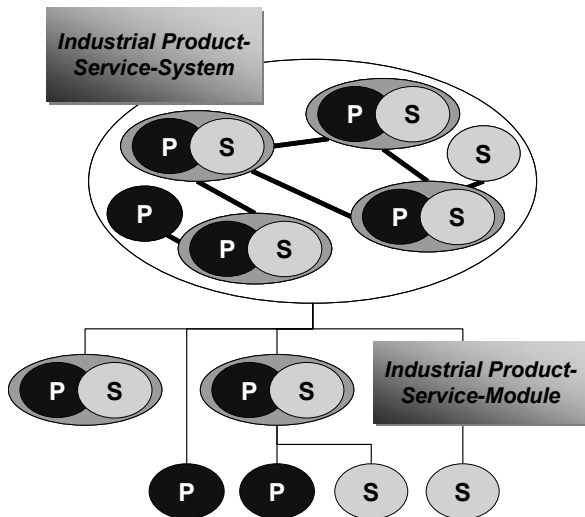 Industrial Product-
Service-System
P S
P S
S
P
P S
P S
P S
P S
Industrial Product-
Service-Module
P P S S